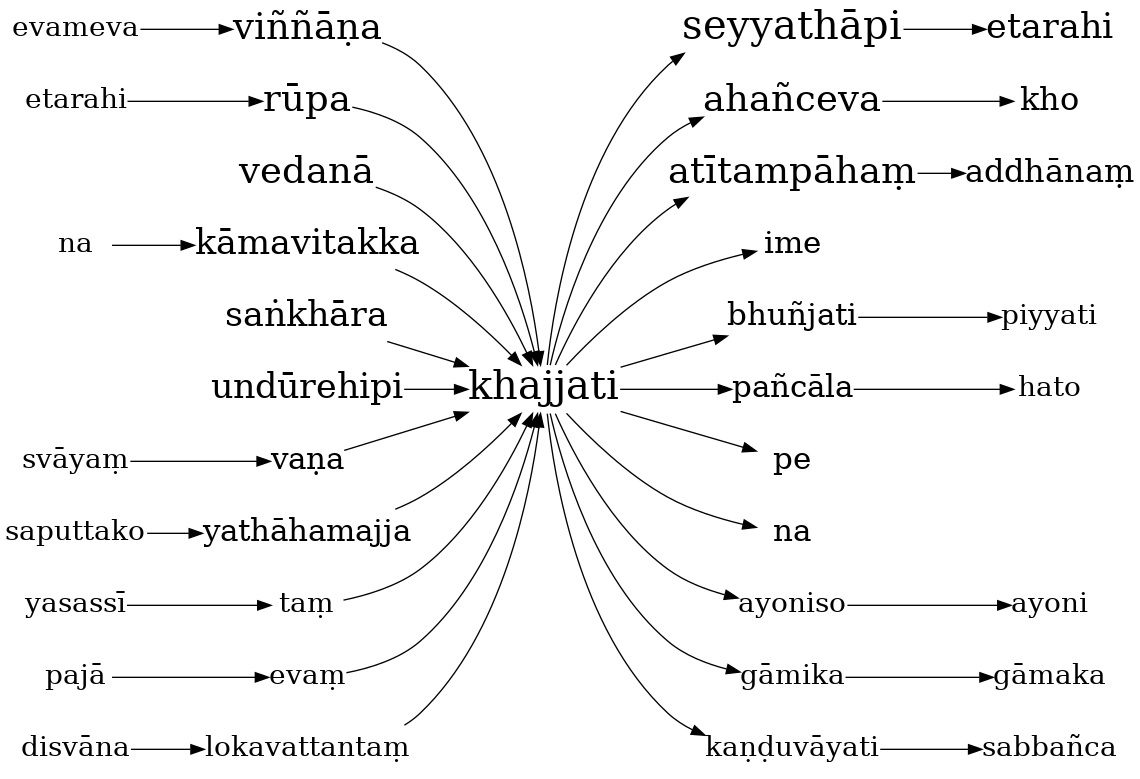 evameva viññāṇa seyyathāpi etarahi
etarahi rūpa ahañceva kho
vedanā atītampāhaṃ addhānaṃ
na kāmavitakka ime
saṅkhāra bhuñjati piyyati
undūrehipi khajjati pañcāla hato
svāyaṃ vaṇa pe
saputtako yathāhamajja na
yasassī taṃ ayoniso ayoni
pajā evaṃ gāmika gāmaka
disvāna lokavattantaṃ kaṇḍuvāyati sabbañca